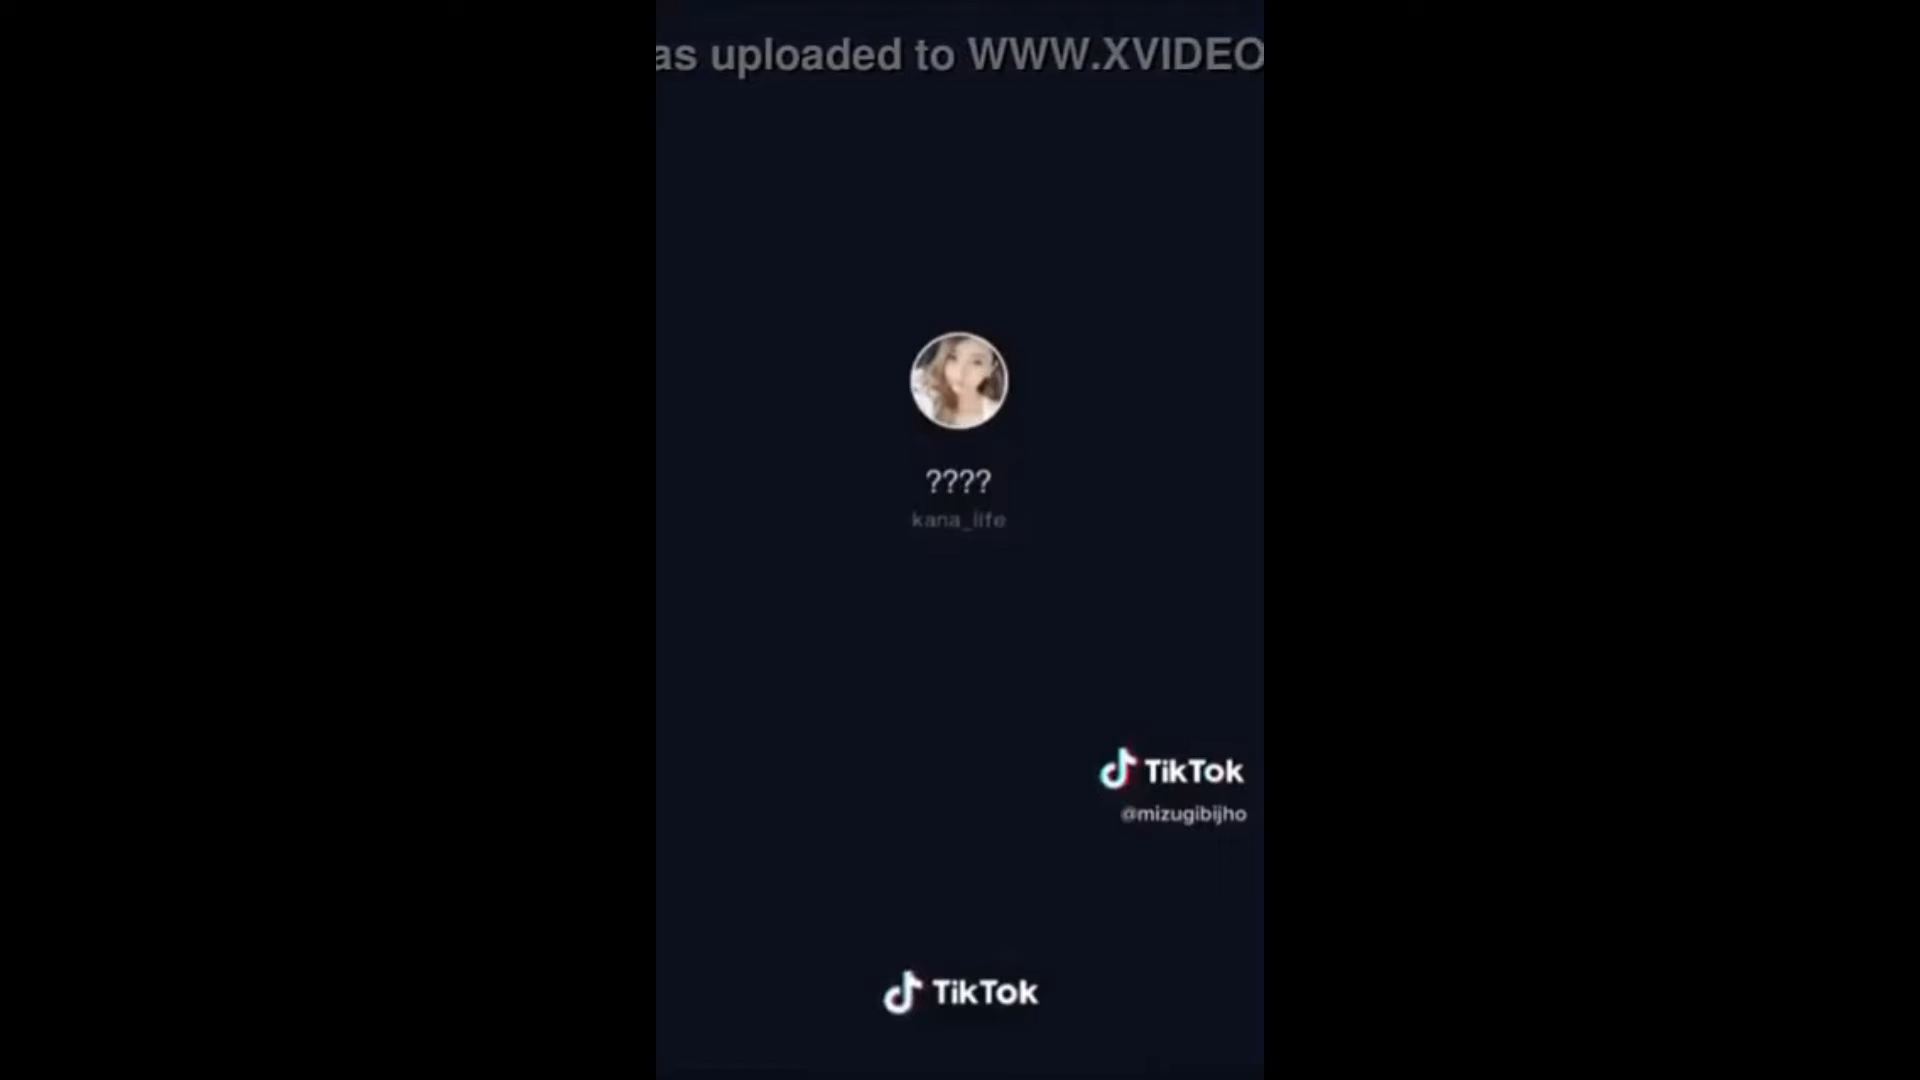 as uploaded to WWW.XVIDEO
????
kana_life
TikTok
@mizugibijho
TikTok